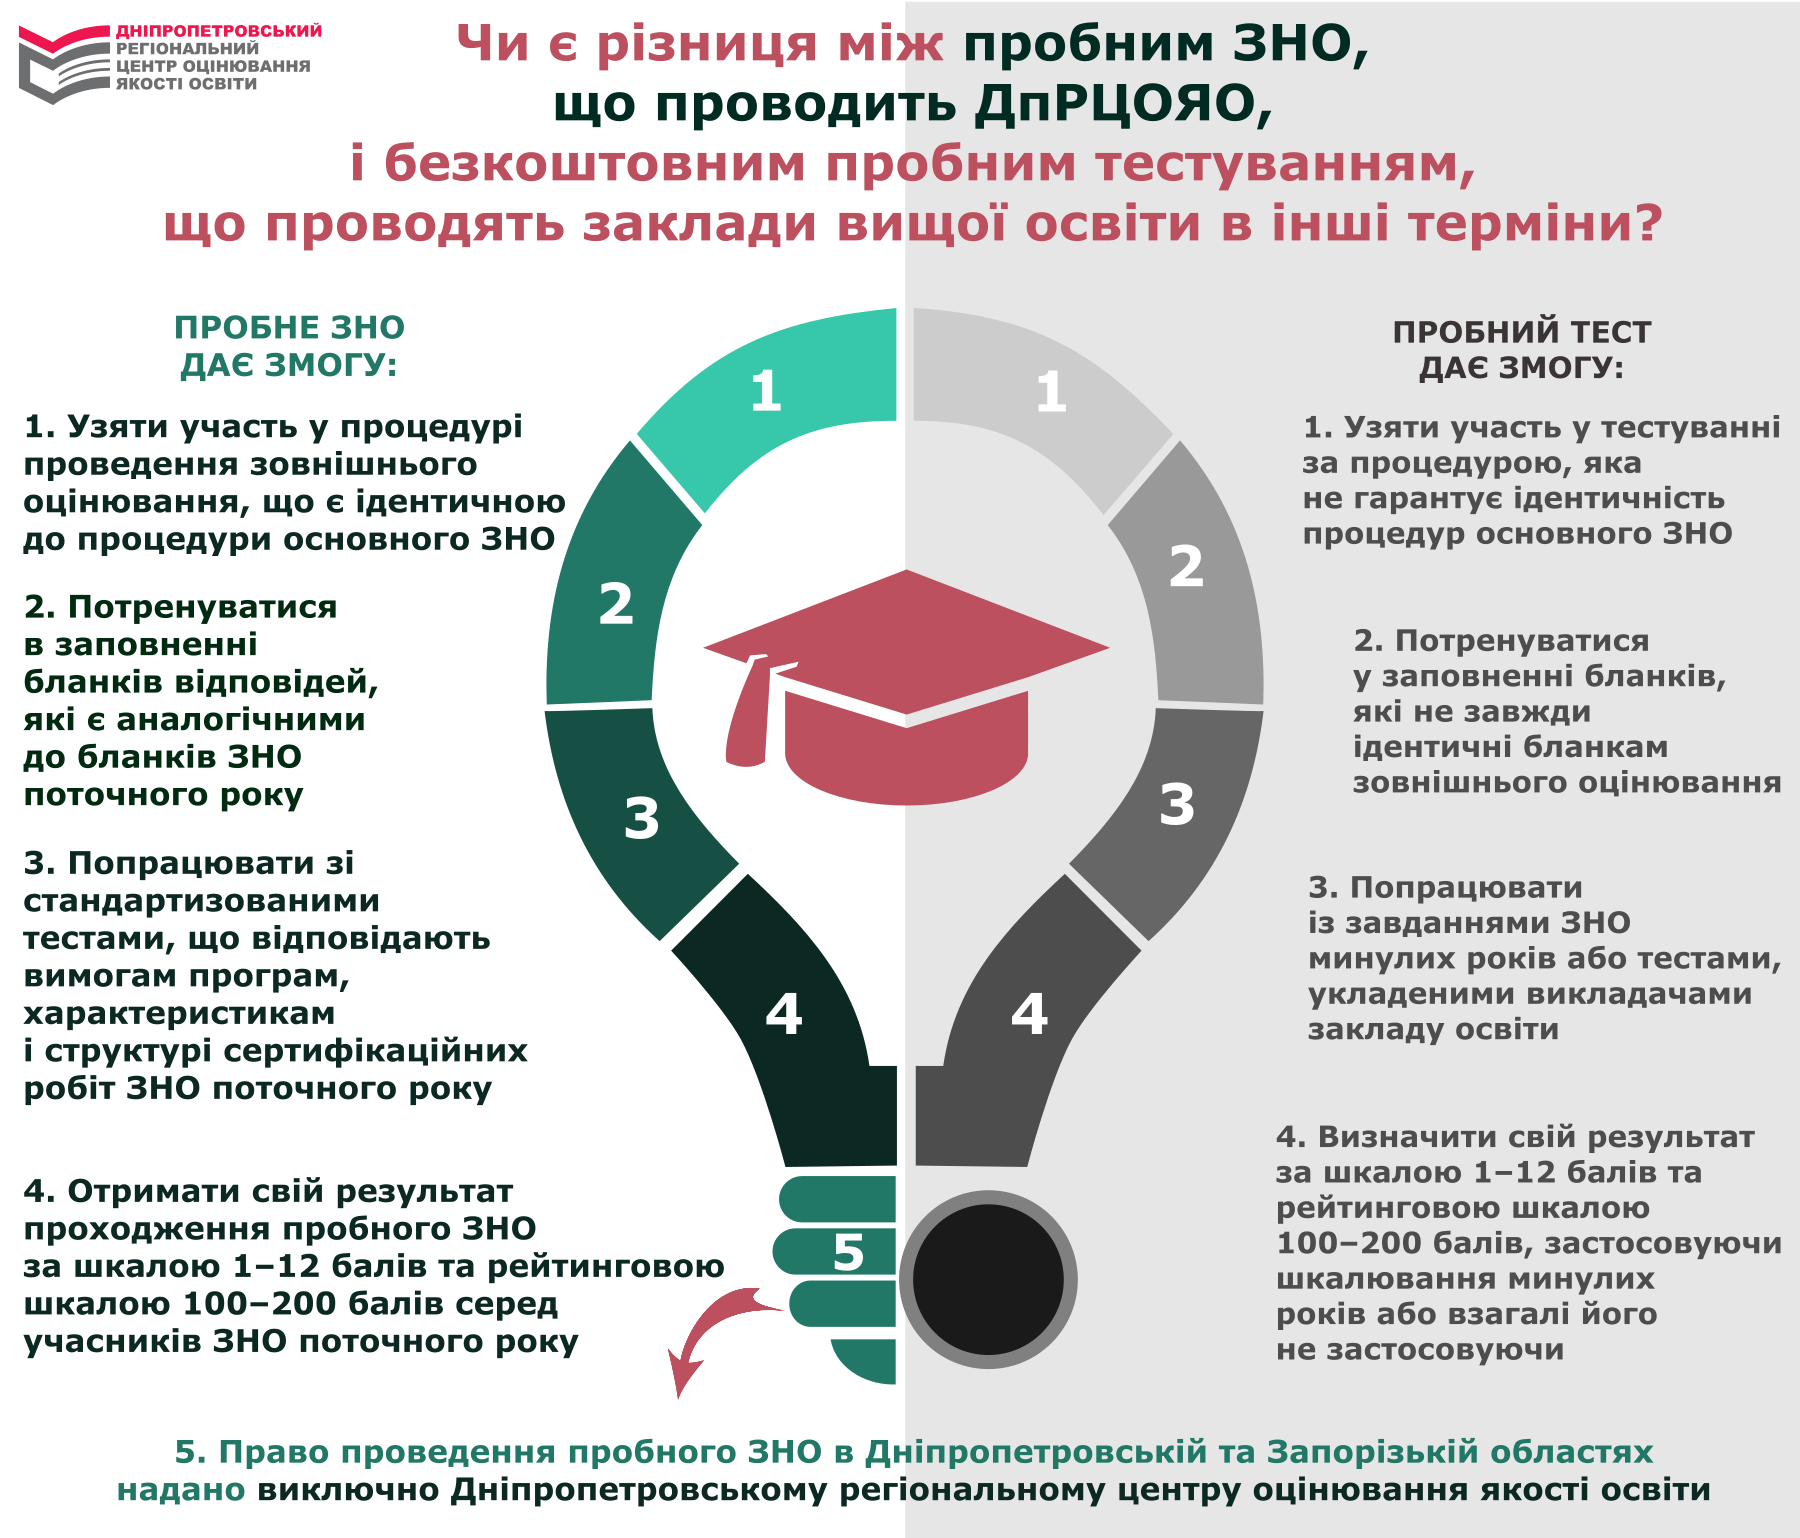 ДНІПРОПЕТРОВСЬКИЙ
РЕГІОНАЛЬНИЙ
ЦЕНТР ОЦІНЮВАННЯ
ЯКОСТІ ОСВІТИ
Чи є різниця між пробним ЗНО,
що проводить ДпРЦОЯО,
і безкоштовним пробним тестуванням,
що проводять заклади вищої освіти в інші терміни?
ПРОБНЕ ЗНО
ДАЄ ЗМОГУ:
1. Узяти участь у процедурі
проведення зовнішнього
оцінювання, що є ідентичною
до процедури основного ЗНО
2. Потренуватися
в заповненні
бланків відповідей,
які є аналогічними
до бланків ЗНО
поточного року
3. Попрацювати зі
стандартизованими
тестами, що відповідають
вимогам програм,
характеристикам
і структурі сертифікаційних
робіт ЗНО поточного року
4. Отримати свій результат
проходження пробного ЗНО
за шкалою 1–12 балів та рейтинговою
шкалою 100–200 балів серед
учасників ЗНО поточного року
1
2
3
4
5
1
2
3
4
ПРОБНИЙ ТЕСТ
ДАЄ ЗМОГУ:
1. Узяти участь у тестуванні
за процедурою, яка
не гарантує ідентичність
процедур основного ЗНО
2. Потренуватися
у заповненні бланків,
які не завжди
ідентичні бланкам
зовнішнього оцінювання
3. Попрацювати
із завданнями ЗНО
минулих років або тестами,
укладеними викладачами
закладу освіти
4. Визначити свій результат
за шкалою 1–12 балів та
рейтинговою шкалою
100–200 балів, застосовуючи
шкалювання минулих
років або взагалі його
не застосовуючи
5. Право проведення пробного ЗНО в Дніпропетровській та Запорізькій областях
надано виключно Дніпропетровському регіональному центру оцінювання якості освіти